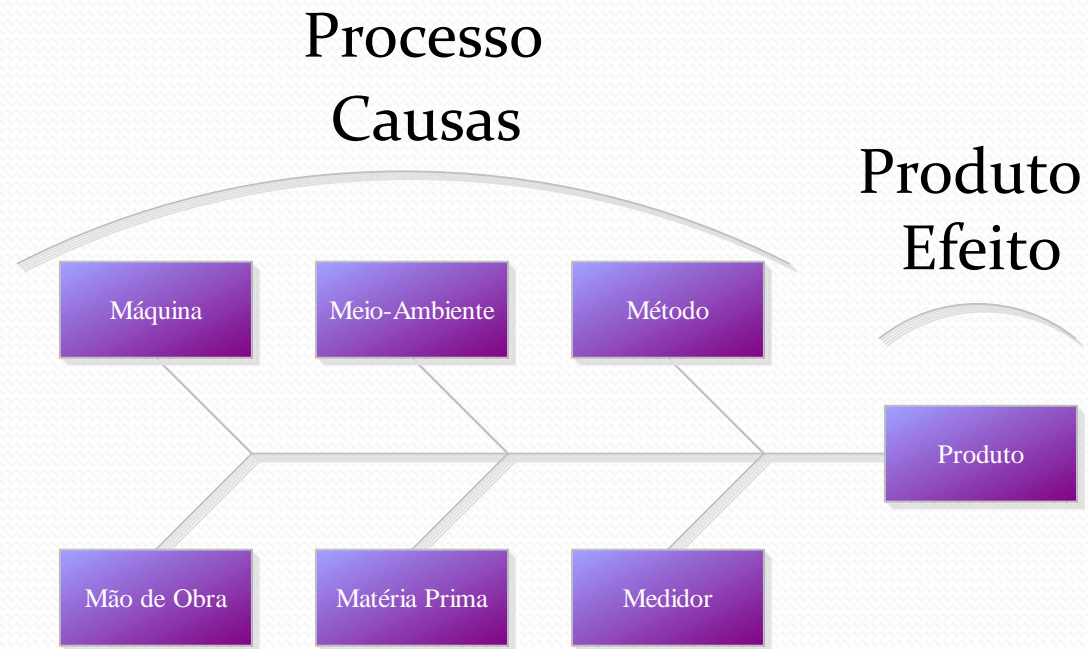 Processo
Causas
Produto
Efeito
Máquina
Meio-Ambiente
Método
Produto
Mão de Obra
Matéria Prima
Medidor